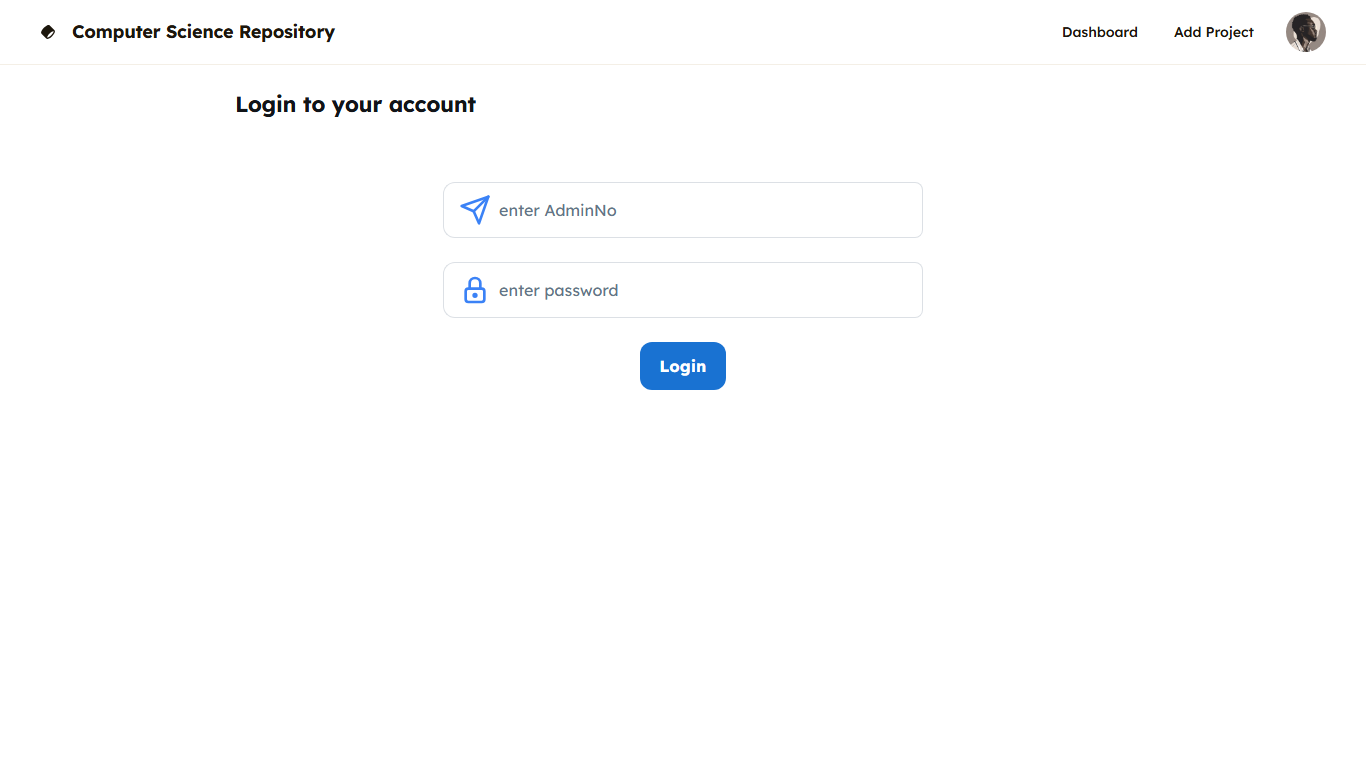 Computer Science Repository
Dashboard
Add Project
Login to your account
enter AdminNo
enter password
Login